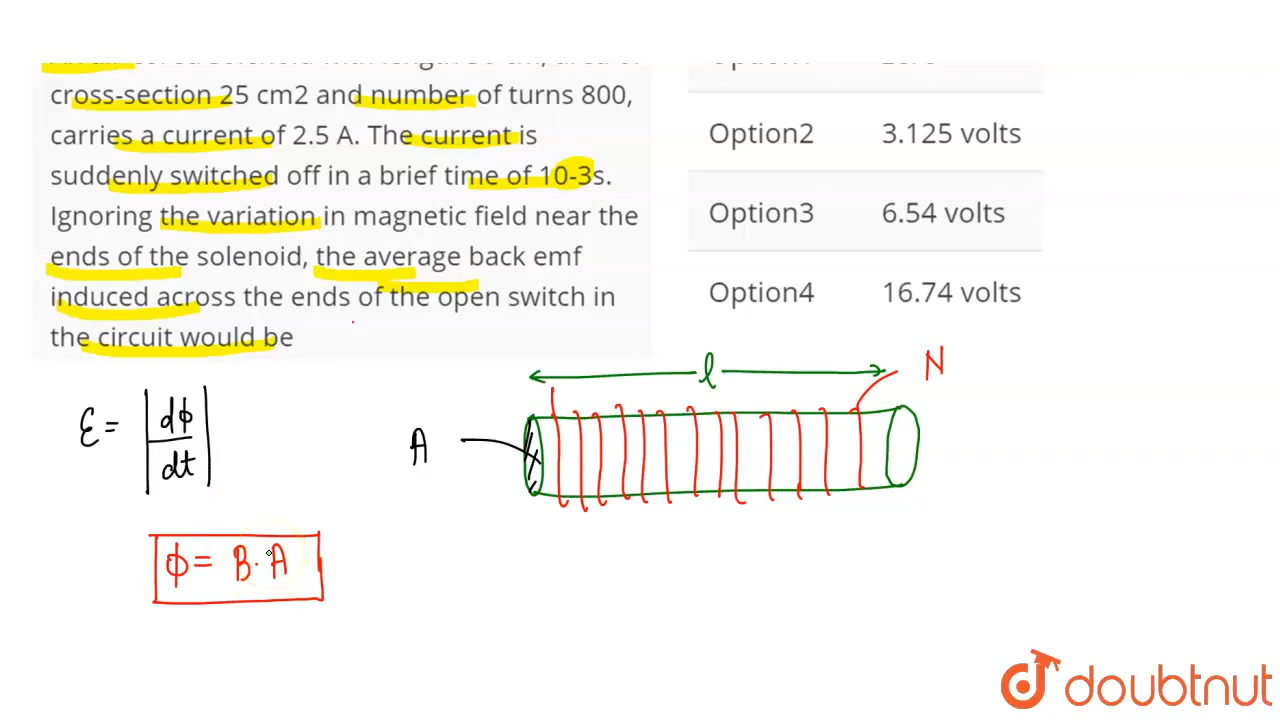 cross-section 25 cm2 and number of turns 800,
carries a current of 2.5 A. The current is
suddenly switched off in a brief time of 10-3s.
Ignoring the variation in magnetic field near the
ends of the solenoid, the average back emf
induced across the ends of the open switch in
the circuit would be
Option2 3.125 volts
Option3 6.54 volts
Option4 16.74 volts
ℓ
N
A
ε = |dϕ/dt|
ϕ = B·A
doubtnut